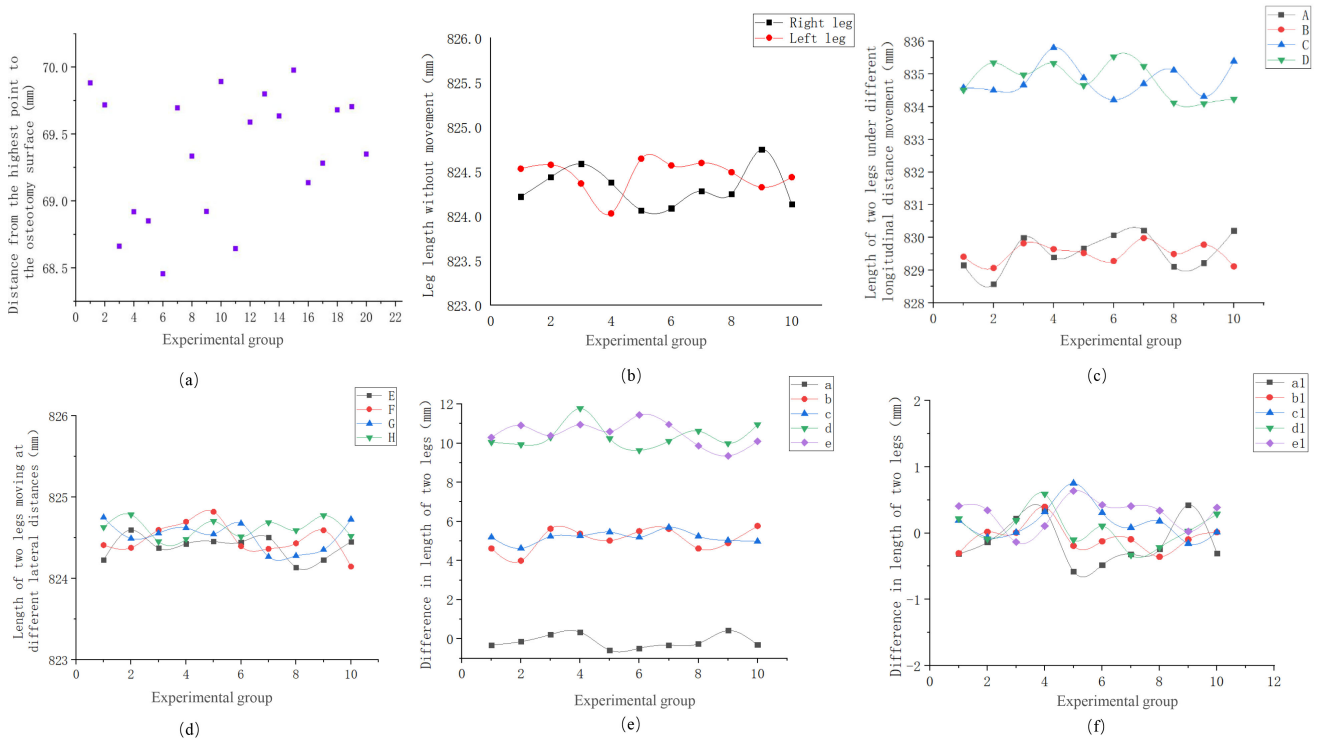 Distance from the highest point to
the osteotomy surface (mm)
70.0
69.5
69.0
68.5
0 2 4 6 8 10 12 14 16 18 20 22
Experimental group
(a)
Right leg
Left leg
Leg length without movement (mm)
826.0
825.5
825.0
824.5
824.0
823.5
823.0
0 2 4 6 8 10
Experimental group
(b)
A
B
C
D
Length of two legs under different
longitudinal distance movement (mm)
836
835
834
833
832
831
830
829
828
0 2 4 6 8 10
Experimental group
(c)
E
F
G
H
Length of two legs moving at
different lateral distances (mm)
826
825
824
823
0 2 4 6 8 10
Experimental group
(d)
a
b
c
d
e
Difference in length of two legs (mm)
12
10
8
6
4
2
0
0 2 4 6 8 10
Experimental group
(e)
a1
b1
c1
d1
e1
Difference in length of two legs (mm)
2
1
0
-1
-2
0 2 4 6 8 10 12
Experimental group
(f)